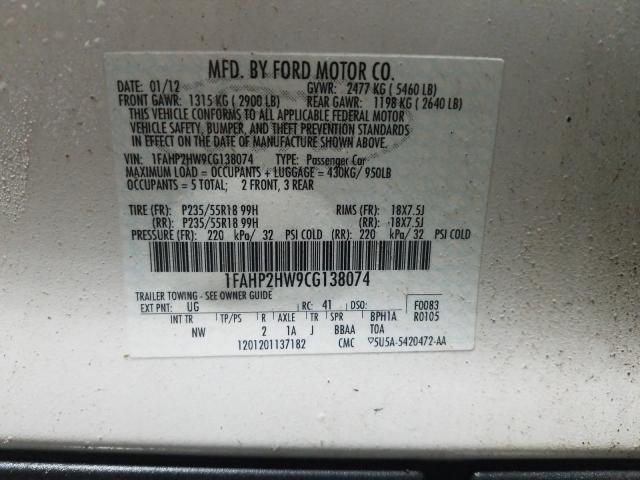 MFD. BY FORD MOTOR CO.
DATE: 01/12 GVWR: 2477 KG ( 5460 LB)
FRONT GAWR: 1315 KG ( 2900 LB) REAR GAWR: 1198 KG ( 2640 LB)
THIS VEHICLE CONFORMS TO ALL APPLICABLE FEDERAL MOTOR
VEHICLE SAFETY, BUMPER, AND THEFT PREVENTION STANDARDS
IN EFFECT ON THE DATE OF MANUFACTURE SHOWN ABOVE.
VIN: 1FAHP2HW9CG138074 TYPE: Passenger Car
MAXIMUM LOAD = OCCUPANTS + LUGGAGE = 430KG/ 950LB
OCCUPANTS = 5 TOTAL; 2 FRONT, 3 REAR
TIRE (FR): P235/55R18 99H RIMS (FR): 18X7.5J
(RR): P235/55R18 99H (RR): 18X7.5J
PRESSURE (FR): 220 kPa/ 32 PSI COLD (RR): 220 kPa/ 32 PSI COLD
1FAHP2HW9CG138074
TRAILER TOWING - SEE OWNER GUIDE
EXT PNT: UG RC: 41 DSO: F0083
INT TR TP/PS R AXLE TR SPR BPH1A R0105
NW 2 1A J BBAA TOA
1201201137182 CMC ▽5U5A-5420472-AA